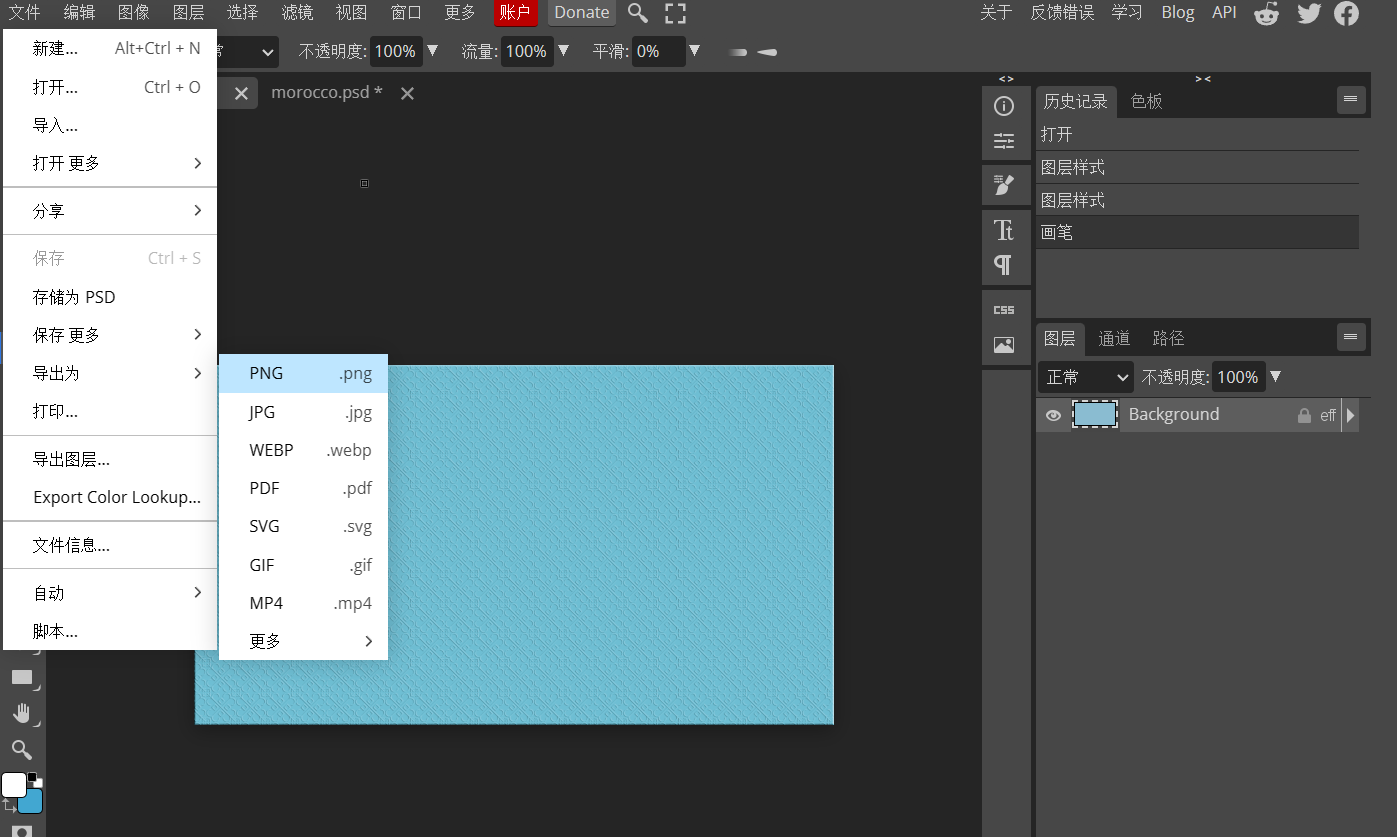 文件 编辑 图像 图层 选择 滤镜 视图 窗口 更多 账户 Donate 关于 反馈错误 学习 Blog API
常 不透明度: 100% 流量: 100% 平滑: 0%
morocco.psd *
新建... Alt+Ctrl + N
打开... Ctrl + O
导入...
打开 更多
分享
保存 Ctrl + S
存储为 PSD
保存 更多
导出为
打印...
导出图层...
Export Color Lookup...
文件信息...
自动
脚本...
PNG .png
JPG .jpg
WEBP .webp
PDF .pdf
SVG .svg
GIF .gif
MP4 .mp4
更多
<> ><
CSS
历史记录 色板
打开
图层样式
图层样式
画笔
图层 通道 路径
正常 不透明度: 100%
Background eff